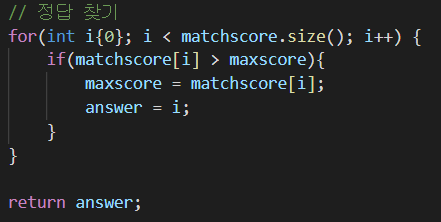 // 정답 찾기
for(int i{0}; i < matchscore.size(); i++) {
    if(matchscore[i] > maxscore){
        maxscore = matchscore[i];
        answer = i;
    }
}

return answer;